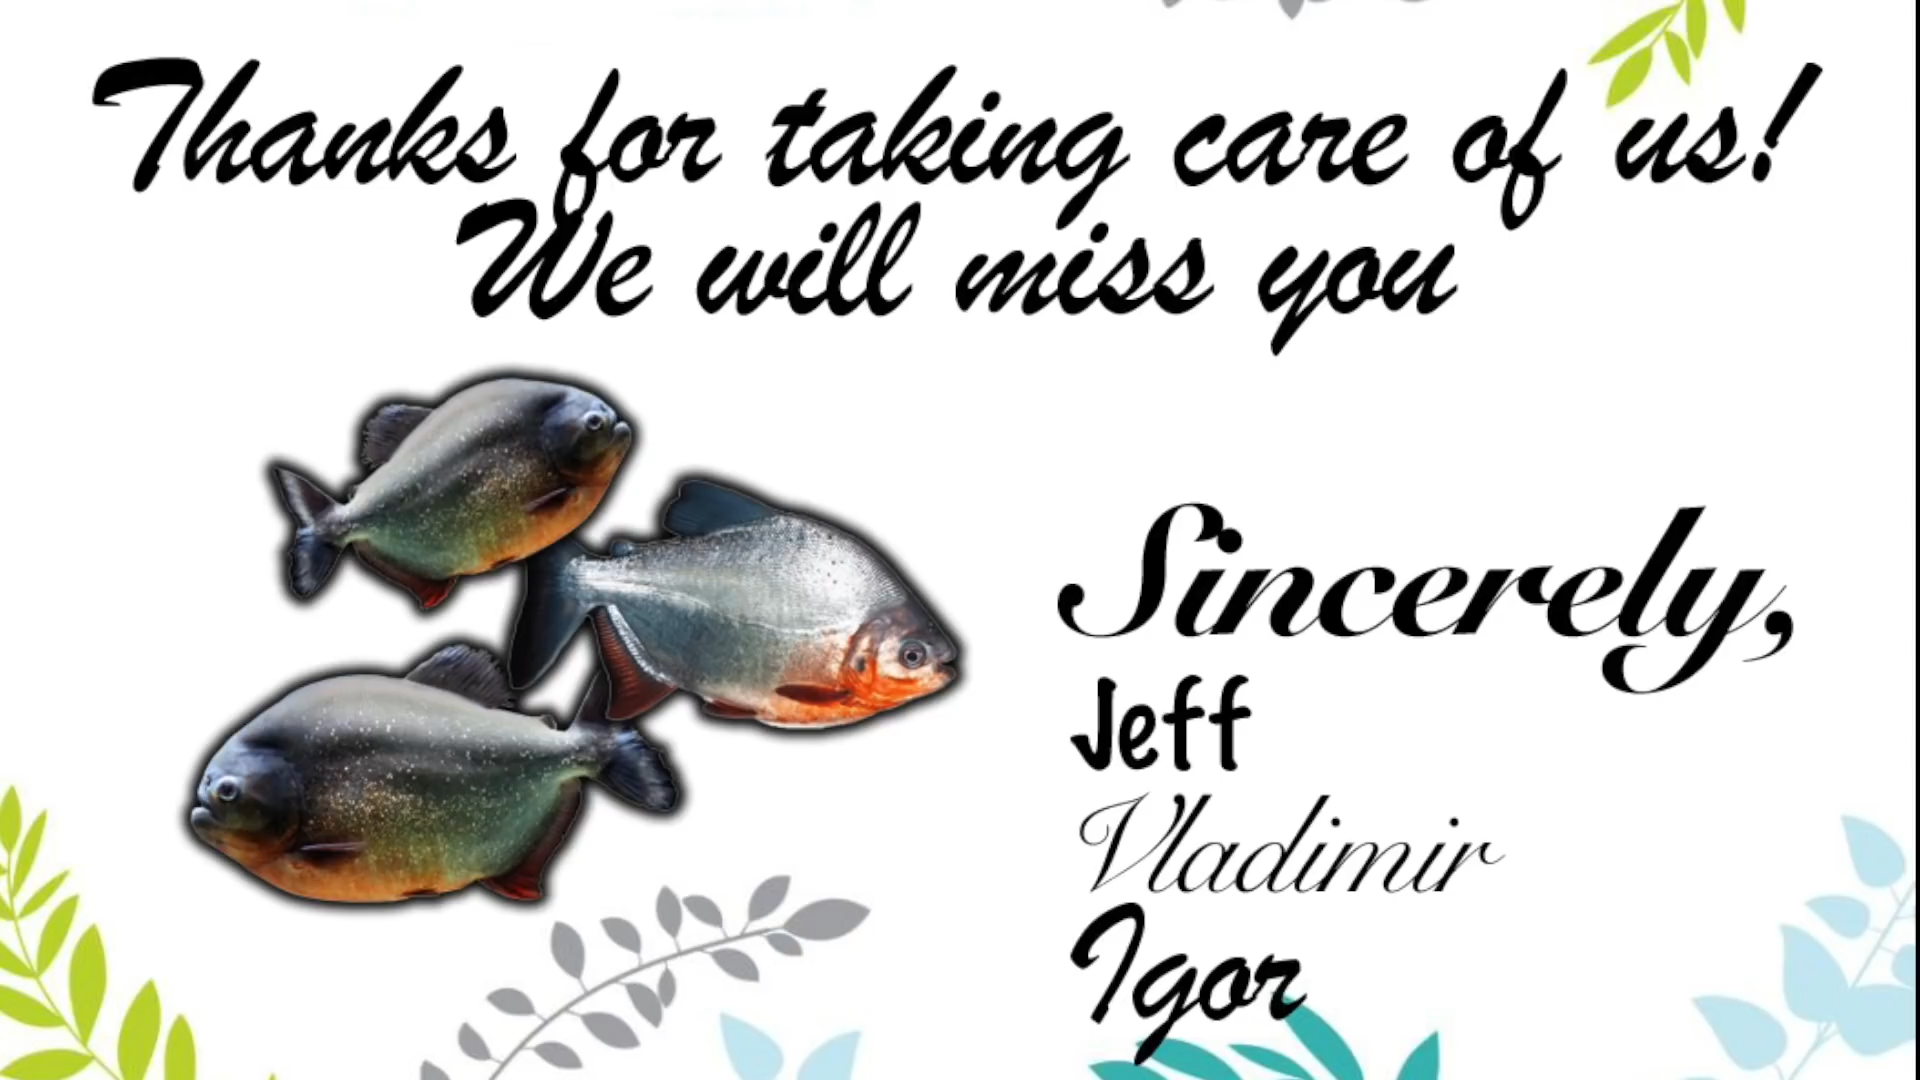 Thanks for taking care of us!
We will miss you
Sincerely,
Jeff
Vladimir
Igor